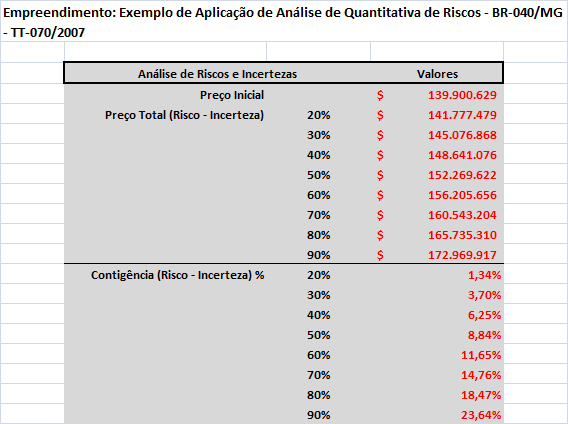 Empreendimento: Exemplo de Aplicação de Análise de Quantitativa de Riscos - BR-040/MG
- TT-070/2007
Análise de Riscos e Incertezas Valores
Preço Inicial $ 139.900.629
Preço Total (Risco - Incerteza) 20% $ 141.777.479
30% $ 145.076.868
40% $ 148.641.076
50% $ 152.269.622
60% $ 156.205.656
70% $ 160.543.204
80% $ 165.735.310
90% $ 172.969.917
Contigência (Risco - Incerteza) % 20% 1,34%
30% 3,70%
40% 6,25%
50% 8,84%
60% 11,65%
70% 14,76%
80% 18,47%
90% 23,64%